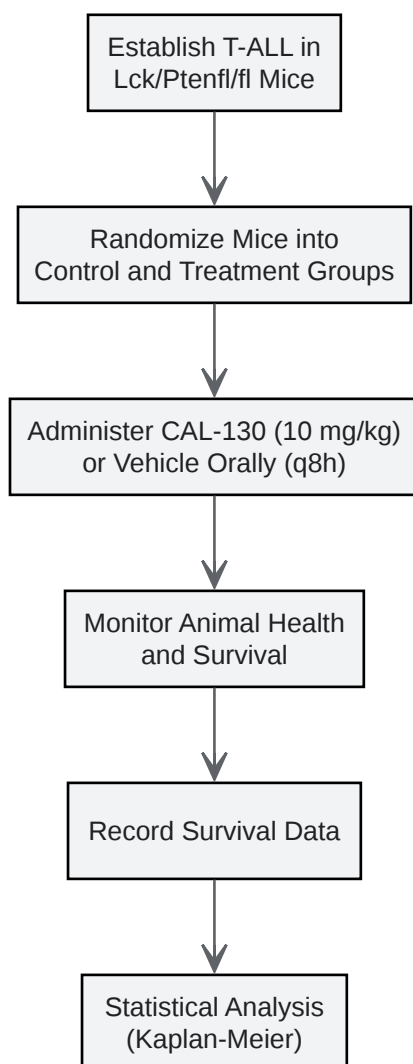 Establish T-ALL in
Lck/Ptenfl/fl Mice
Randomize Mice into
Control and Treatment Groups
Administer CAL-130 (10 mg/kg)
or Vehicle Orally (q8h)
Monitor Animal Health
and Survival
Record Survival Data
Statistical Analysis
(Kaplan-Meier)